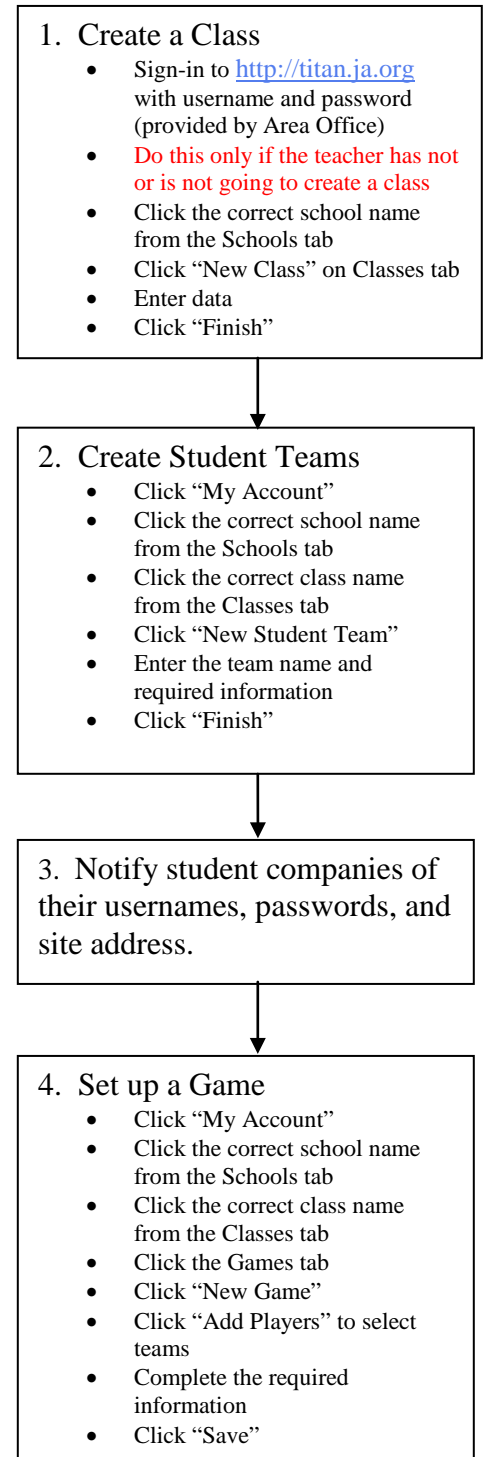 1. Create a Class
• Sign-in to http://titan.ja.org
with username and password
(provided by Area Office)
• Do this only if the teacher has not
or is not going to create a class
• Click the correct school name
from the Schools tab
• Click “New Class” on Classes tab
• Enter data
• Click “Finish”
2. Create Student Teams
• Click “My Account”
• Click the correct school name
from the Schools tab
• Click the correct class name
from the Classes tab
• Click “New Student Team”
• Enter the team name and
required information
• Click “Finish”
3. Notify student companies of
their usernames, passwords, and
site address.
4. Set up a Game
• Click “My Account”
• Click the correct school name
from the Schools tab
• Click the correct class name
from the Classes tab
• Click the Games tab
• Click “New Game”
• Click “Add Players” to select
teams
• Complete the required
information
• Click “Save”